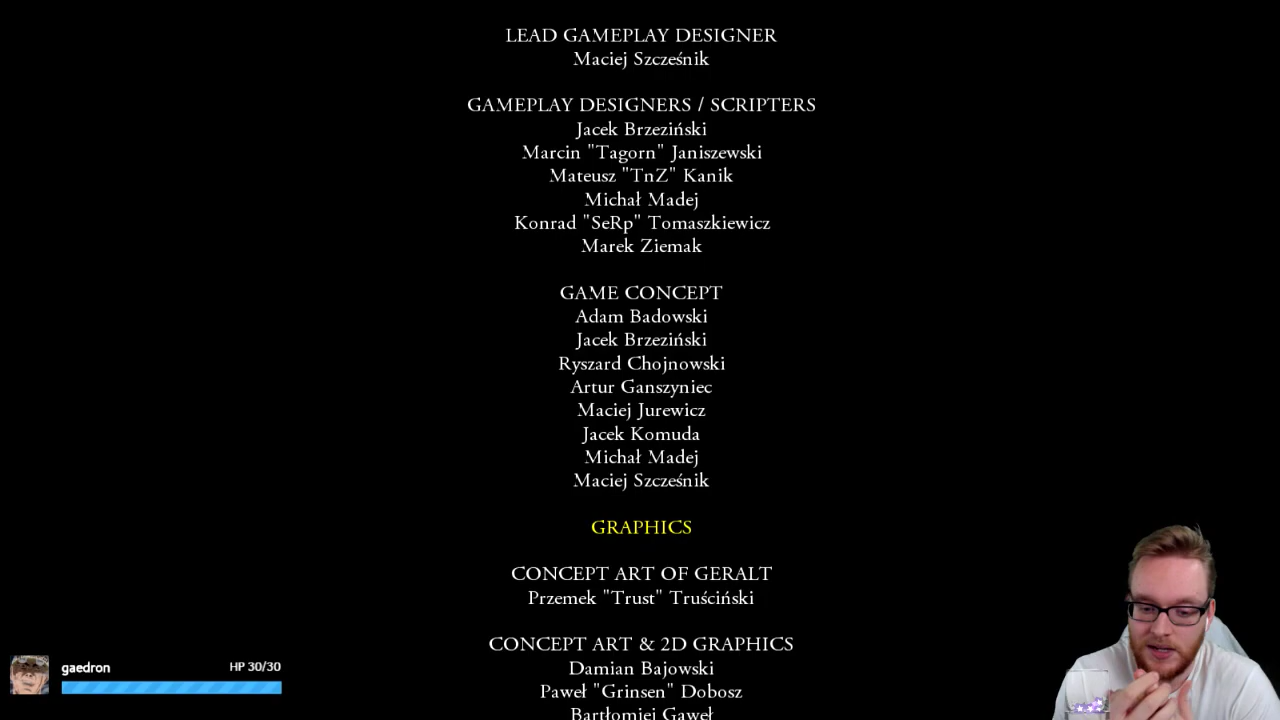 LEAD GAMEPLAY DESIGNER
Maciej Szcześnik
GAMEPLAY DESIGNERS / SCRIPTERS
Jacek Brzeziński
Marcin "Tagorn" Janiszewski
Mateusz "TnZ" Kanik
Michał Madej
Konrad "SeRp" Tomaszkiewicz
Marek Ziemak
GAME CONCEPT
Adam Badowski
Jacek Brzeziński
Ryszard Chojnowski
Artur Ganszyniec
Maciej Jurewicz
Jacek Komuda
Michał Madej
Maciej Szcześnik
GRAPHICS
CONCEPT ART OF GERALT
Przemek "Trust" Truściński
CONCEPT ART & 2D GRAPHICS
Damian Bajowski
Paweł "Grinsen" Dobosz
Bartłomiej Gaweł
gaedron HP 30/30